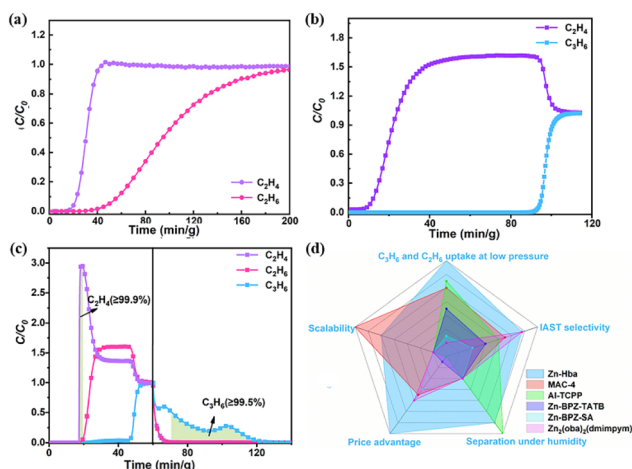 (a)
1.2
1.0
0.8
0.6
0.4
0.2
0.0
C/C₀
C₂H₄
C₂H₆
0 40 80 120 160 200
Time (min/g)
(b)
1.8
1.5
1.2
0.9
0.6
0.3
0.0
C/C₀
C₂H₄
C₃H₆
0 40 80 120
Time (min/g)
(c)
3.0
2.5
2.0
1.5
1.0
0.5
0.0
C/C₀
C₂H₄
C₂H₆
C₃H₆
C₂H₄(≥99.9%)
C₃H₆(≥99.5%)
0 20 40 60 80 100 120
Time (min/g)
(d)
C₃H₆ and C₂H₆ uptake at low pressure
Scalability
IAST selectivity
Zn-Hba
MAC-4
Al-TCPP
Zn-BPZ-TATB
Zn-BPZ-SA
Zn₂(oba)₂(dmimpym)
Price advantage
Separation under humidity